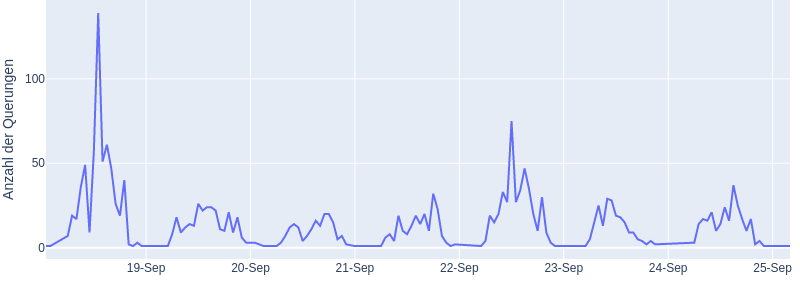 Anzahl der Querungen
100
50
0
19-Sep
20-Sep
21-Sep
22-Sep
23-Sep
24-Sep
25-Sep